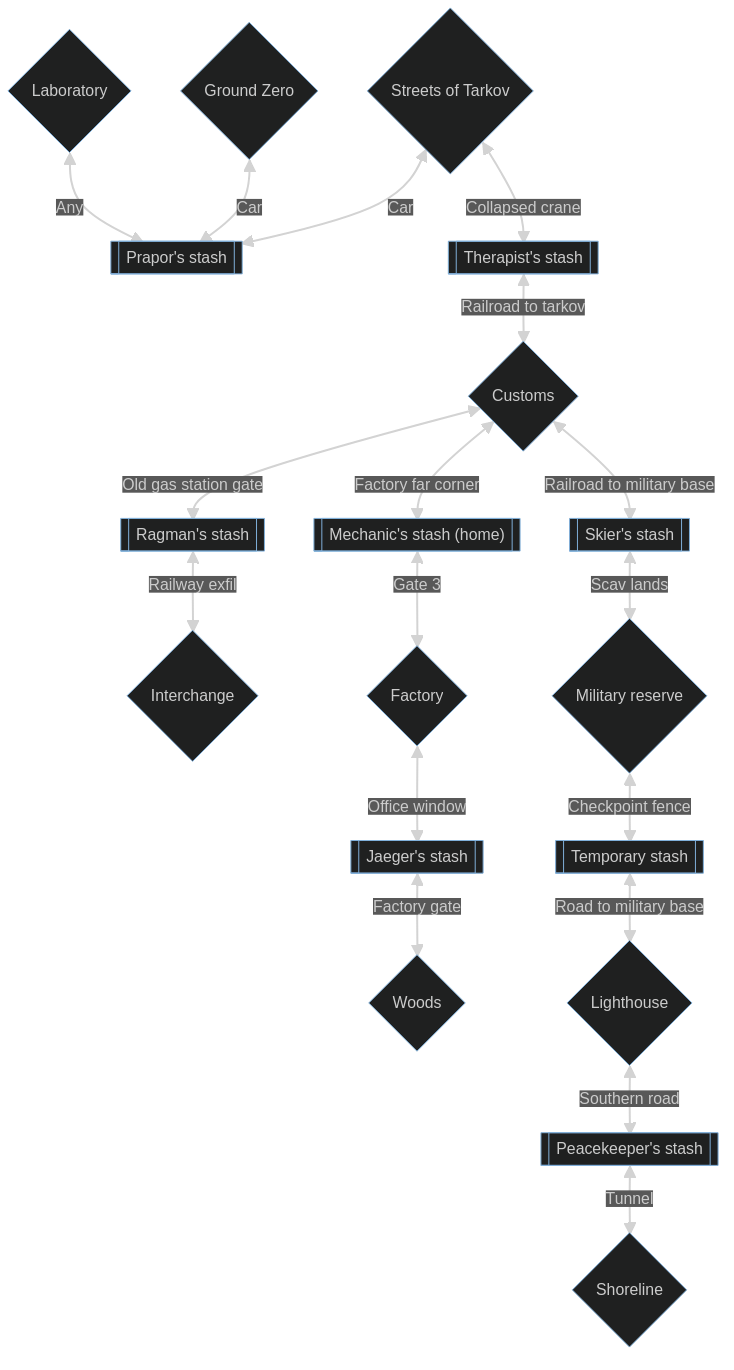 Laboratory
Ground Zero
Streets of Tarkov
Any
Car
Car
Collapsed crane
Prapor's stash
Therapist's stash
Railroad to tarkov
Customs
Old gas station gate
Factory far corner
Railroad to military base
Ragman's stash
Mechanic's stash (home)
Skier's stash
Railway exfil
Gate 3
Scav lands
Interchange
Factory
Military reserve
Office window
Checkpoint fence
Jaeger's stash
Temporary stash
Factory gate
Road to military base
Woods
Lighthouse
Southern road
Peacekeeper's stash
Tunnel
Shoreline